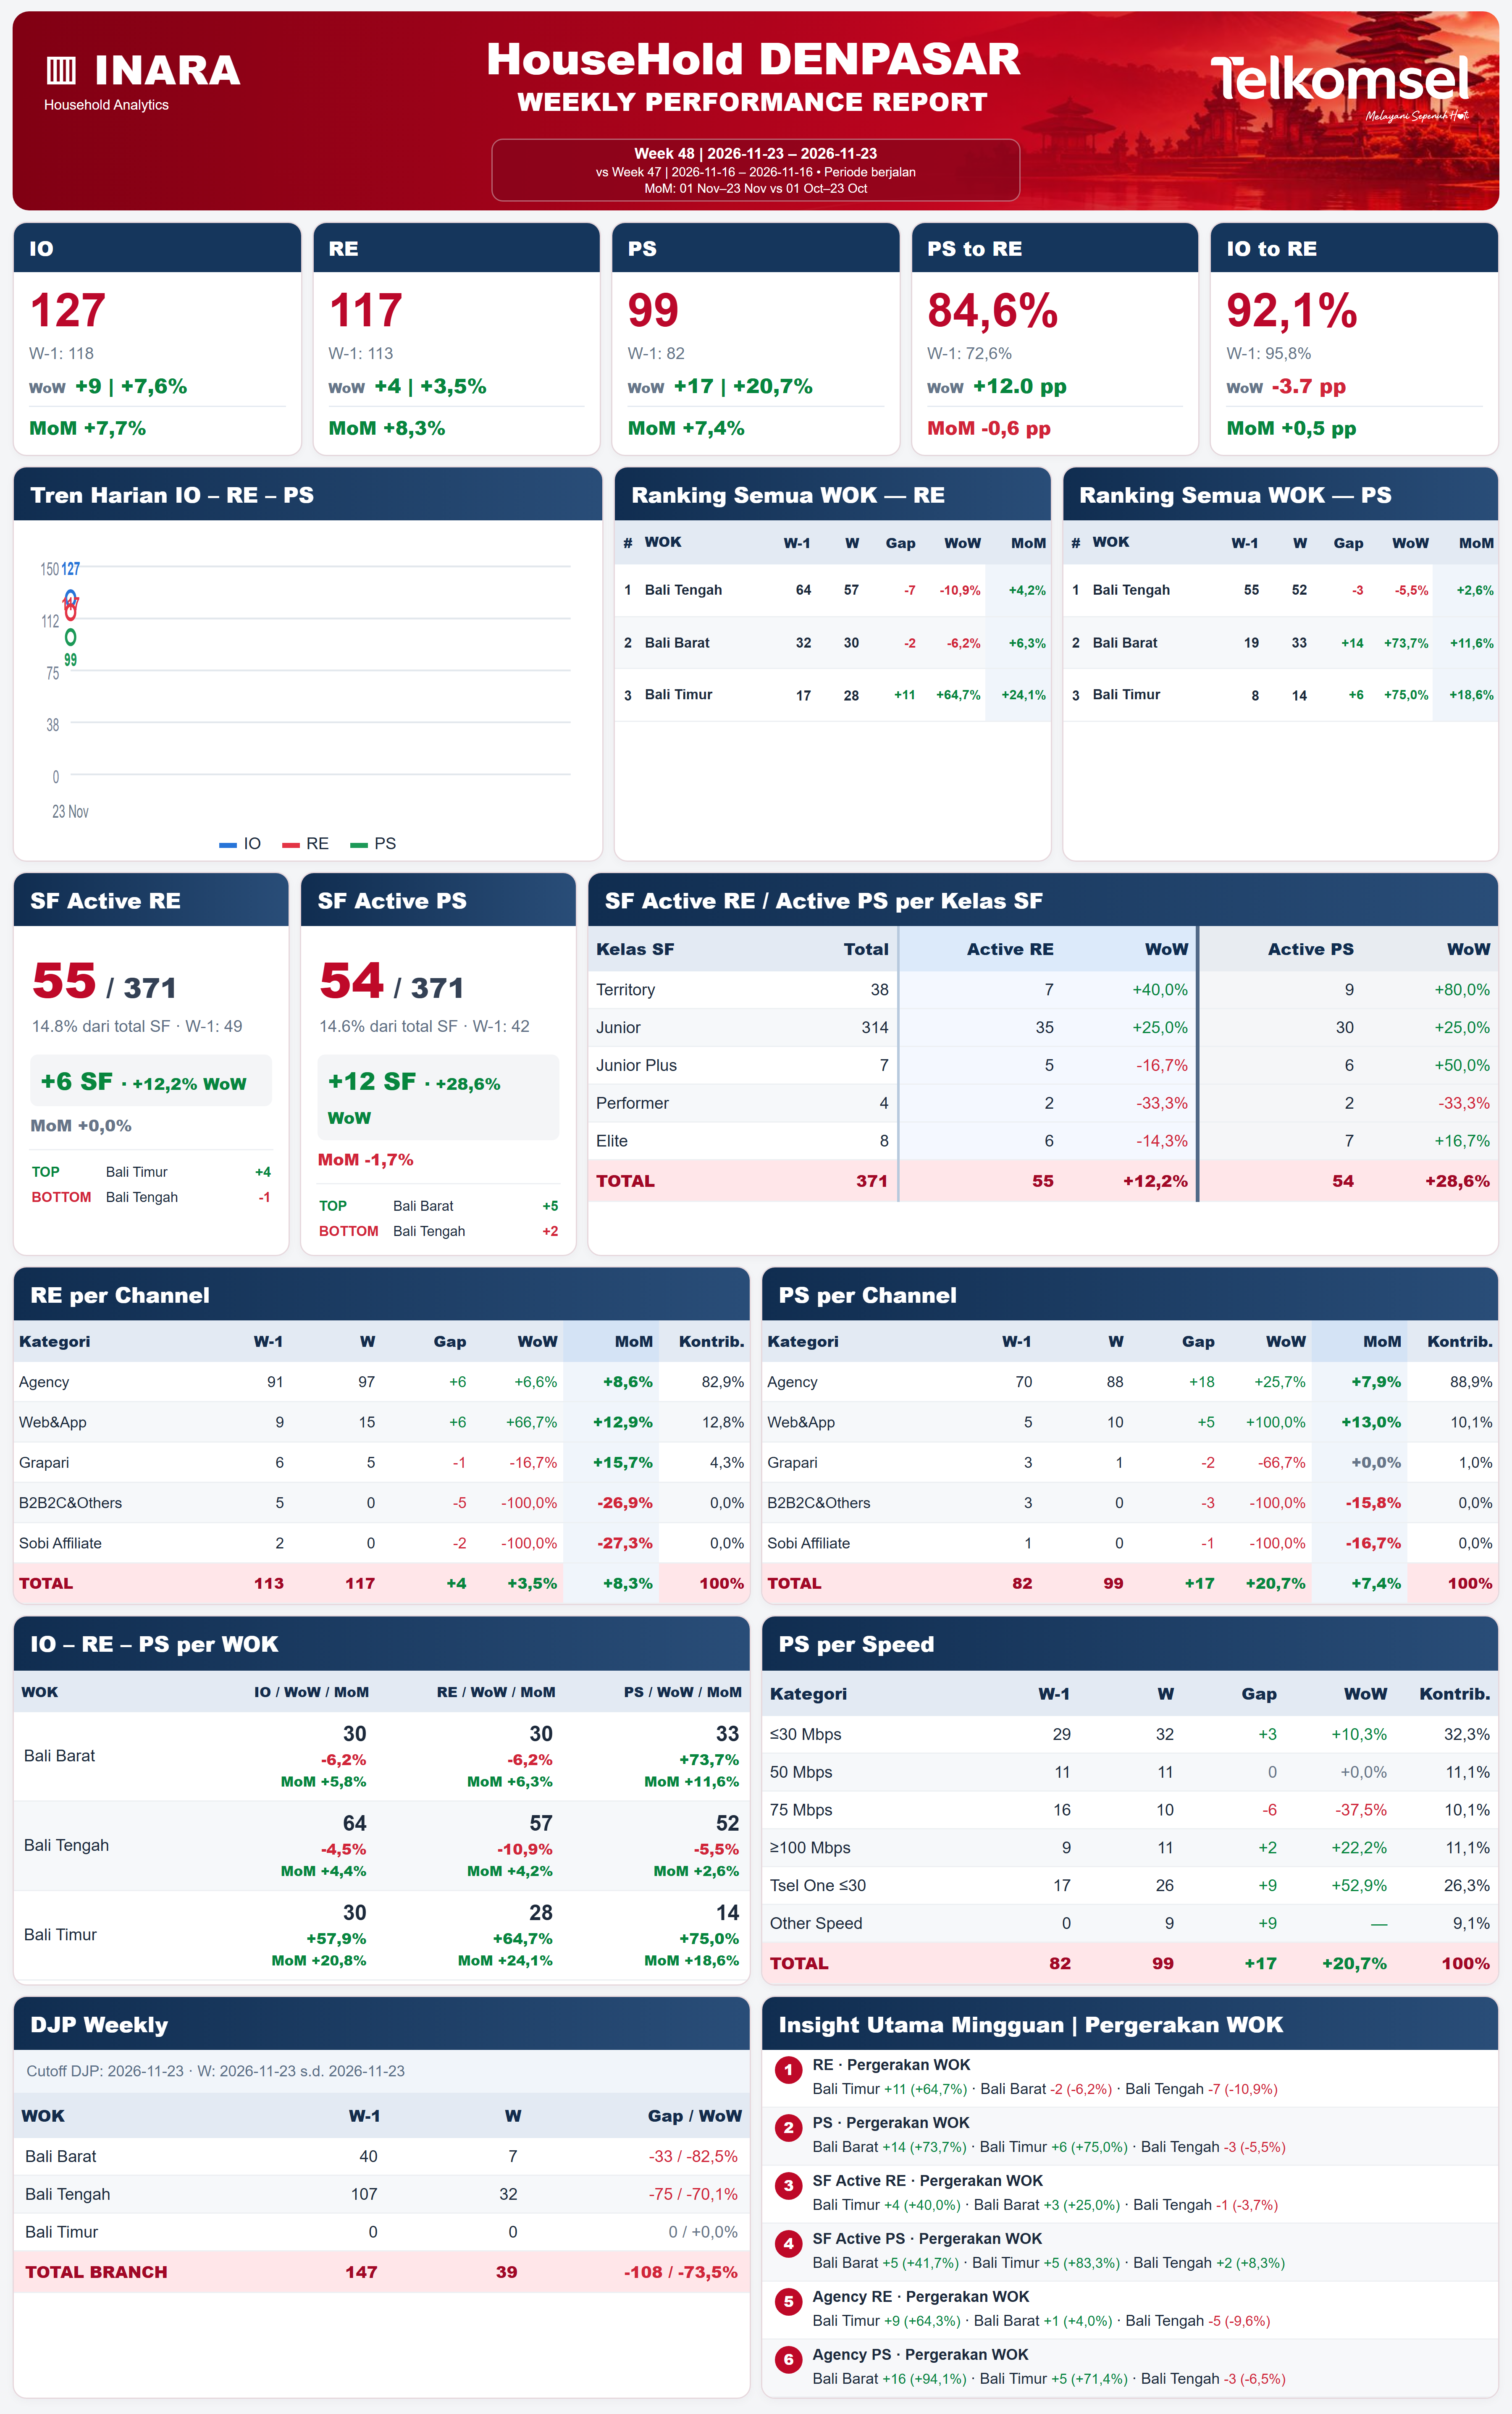 INARA
Household Analytics
HouseHold DENPASAR
WEEKLY PERFORMANCE REPORT
Week 48 | 2026-11-23 – 2026-11-23
vs Week 47 | 2026-11-16 – 2026-11-16 • Periode berjalan
MoM: 01 Nov–23 Nov vs 01 Oct–23 Oct
Telkomsel
Melayani Sepenuh Hati
IO
127
W-1: 118
WoW +9 | +7,6%
MoM +7,7%
RE
117
W-1: 113
WoW +4 | +3,5%
MoM +8,3%
PS
99
W-1: 82
WoW +17 | +20,7%
MoM +7,4%
PS to RE
84,6%
W-1: 72,6%
WoW +12.0 pp
MoM -0,6 pp
IO to RE
92,1%
W-1: 95,8%
WoW -3.7 pp
MoM +0,5 pp
Tren Harian IO – RE – PS
150 127
117
112
99
75
38
0
23 Nov
IO RE PS
Ranking Semua WOK — RE
# WOK W-1 W Gap WoW MoM
1 Bali Tengah 64 57 -7 -10,9% +4,2%
2 Bali Barat 32 30 -2 -6,2% +6,3%
3 Bali Timur 17 28 +11 +64,7% +24,1%
Ranking Semua WOK — PS
# WOK W-1 W Gap WoW MoM
1 Bali Tengah 55 52 -3 -5,5% +2,6%
2 Bali Barat 19 33 +14 +73,7% +11,6%
3 Bali Timur 8 14 +6 +75,0% +18,6%
SF Active RE
55 / 371
14.8% dari total SF · W-1: 49
+6 SF · +12,2% WoW
MoM +0,0%
TOP Bali Timur +4
BOTTOM Bali Tengah -1
SF Active PS
54 / 371
14.6% dari total SF · W-1: 42
+12 SF · +28,6%
WoW
MoM -1,7%
TOP Bali Barat +5
BOTTOM Bali Tengah +2
SF Active RE / Active PS per Kelas SF
Kelas SF Total Active RE WoW Active PS WoW
Territory 38 7 +40,0% 9 +80,0%
Junior 314 35 +25,0% 30 +25,0%
Junior Plus 7 5 -16,7% 6 +50,0%
Performer 4 2 -33,3% 2 -33,3%
Elite 8 6 -14,3% 7 +16,7%
TOTAL 371 55 +12,2% 54 +28,6%
RE per Channel
Kategori W-1 W Gap WoW MoM Kontrib.
Agency 91 97 +6 +6,6% +8,6% 82,9%
Web&App 9 15 +6 +66,7% +12,9% 12,8%
Grapari 6 5 -1 -16,7% +15,7% 4,3%
B2B2C&Others 5 0 -5 -100,0% -26,9% 0,0%
Sobi Affiliate 2 0 -2 -100,0% -27,3% 0,0%
TOTAL 113 117 +4 +3,5% +8,3% 100%
PS per Channel
Kategori W-1 W Gap WoW MoM Kontrib.
Agency 70 88 +18 +25,7% +7,9% 88,9%
Web&App 5 10 +5 +100,0% +13,0% 10,1%
Grapari 3 1 -2 -66,7% +0,0% 1,0%
B2B2C&Others 3 0 -3 -100,0% -15,8% 0,0%
Sobi Affiliate 1 0 -1 -100,0% -16,7% 0,0%
TOTAL 82 99 +17 +20,7% +7,4% 100%
IO – RE – PS per WOK
WOK IO / WoW / MoM RE / WoW / MoM PS / WoW / MoM
30 30 33
Bali Barat -6,2% -6,2% +73,7%
MoM +5,8% MoM +6,3% MoM +11,6%
64 57 52
Bali Tengah -4,5% -10,9% -5,5%
MoM +4,4% MoM +4,2% MoM +2,6%
30 28 14
Bali Timur +57,9% +64,7% +75,0%
MoM +20,8% MoM +24,1% MoM +18,6%
PS per Speed
Kategori W-1 W Gap WoW Kontrib.
≤30 Mbps 29 32 +3 +10,3% 32,3%
50 Mbps 11 11 0 +0,0% 11,1%
75 Mbps 16 10 -6 -37,5% 10,1%
≥100 Mbps 9 11 +2 +22,2% 11,1%
Tsel One ≤30 17 26 +9 +52,9% 26,3%
Other Speed 0 9 +9 — 9,1%
TOTAL 82 99 +17 +20,7% 100%
DJP Weekly
Cutoff DJP: 2026-11-23 · W: 2026-11-23 s.d. 2026-11-23
WOK W-1 W Gap / WoW
Bali Barat 40 7 -33 / -82,5%
Bali Tengah 107 32 -75 / -70,1%
Bali Timur 0 0 0 / +0,0%
TOTAL BRANCH 147 39 -108 / -73,5%
Insight Utama Mingguan | Pergerakan WOK
1 RE · Pergerakan WOK
Bali Timur +11 (+64,7%) · Bali Barat -2 (-6,2%) · Bali Tengah -7 (-10,9%)
2 PS · Pergerakan WOK
Bali Barat +14 (+73,7%) · Bali Timur +6 (+75,0%) · Bali Tengah -3 (-5,5%)
3 SF Active RE · Pergerakan WOK
Bali Timur +4 (+40,0%) · Bali Barat +3 (+25,0%) · Bali Tengah -1 (-3,7%)
4 SF Active PS · Pergerakan WOK
Bali Barat +5 (+41,7%) · Bali Timur +5 (+83,3%) · Bali Tengah +2 (+8,3%)
5 Agency RE · Pergerakan WOK
Bali Timur +9 (+64,3%) · Bali Barat +1 (+4,0%) · Bali Tengah -5 (-9,6%)
6 Agency PS · Pergerakan WOK
Bali Barat +16 (+94,1%) · Bali Timur +5 (+71,4%) · Bali Tengah -3 (-6,5%)